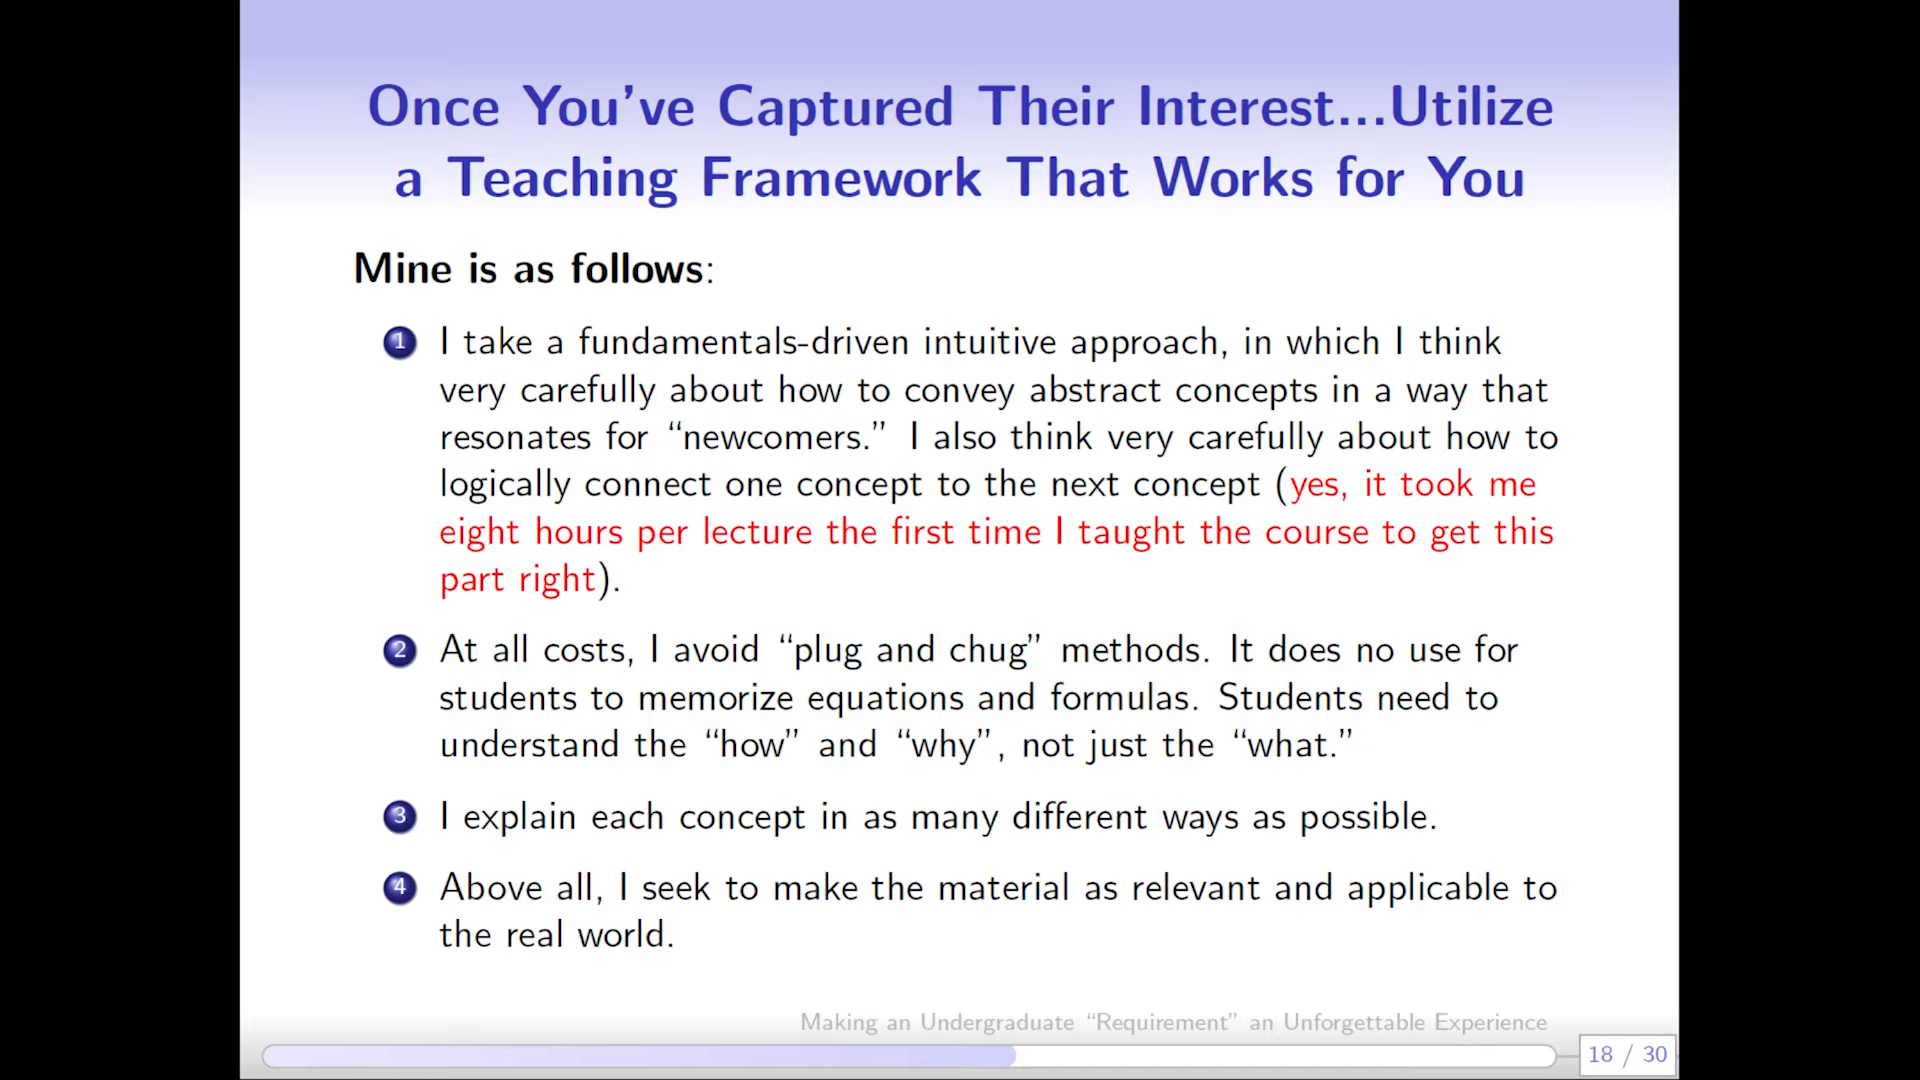 Once You've Captured Their Interest...Utilize
a Teaching Framework That Works for You
Mine is as follows:
1 I take a fundamentals-driven intuitive approach, in which I think
very carefully about how to convey abstract concepts in a way that
resonates for “newcomers.” I also think very carefully about how to
logically connect one concept to the next concept (yes, it took me
eight hours per lecture the first time I taught the course to get this
part right).
2 At all costs, I avoid “plug and chug” methods. It does no use for
students to memorize equations and formulas. Students need to
understand the “how” and “why”, not just the “what.”
3 I explain each concept in as many different ways as possible.
4 Above all, I seek to make the material as relevant and applicable to
the real world.
Making an Undergraduate “Requirement” an Unforgettable Experience
18 / 30